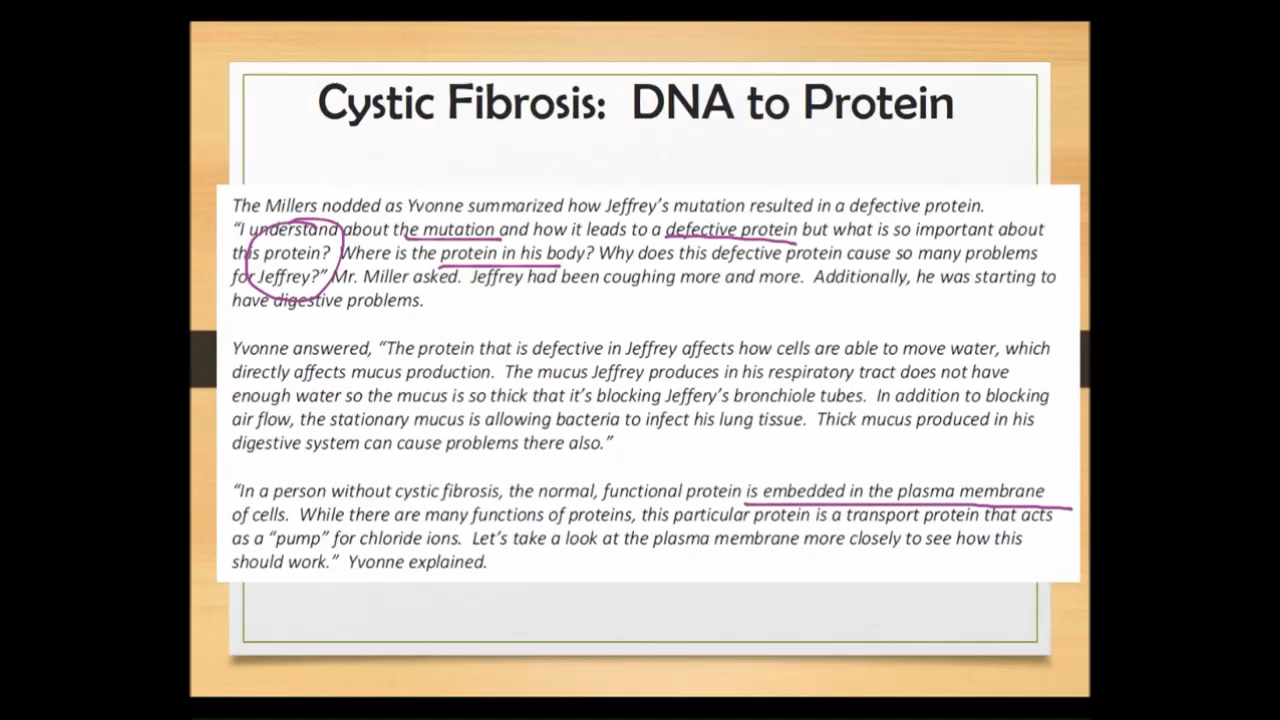 Cystic Fibrosis: DNA to Protein
The Millers nodded as Yvonne summarized how Jeffrey’s mutation resulted in a defective protein.
“I understand about the mutation and how it leads to a defective protein but what is so important about
this protein? Where is the protein in his body? Why does this defective protein cause so many problems
for Jeffrey?” Mr. Miller asked. Jeffrey had been coughing more and more. Additionally, he was starting to
have digestive problems.
Yvonne answered, “The protein that is defective in Jeffrey affects how cells are able to move water, which
directly affects mucus production. The mucus Jeffrey produces in his respiratory tract does not have
enough water so the mucus is so thick that it’s blocking Jeffery’s bronchiole tubes. In addition to blocking
air flow, the stationary mucus is allowing bacteria to infect his lung tissue. Thick mucus produced in his
digestive system can cause problems there also.”
“In a person without cystic fibrosis, the normal, functional protein is embedded in the plasma membrane
of cells. While there are many functions of proteins, this particular protein is a transport protein that acts
as a “pump” for chloride ions. Let’s take a look at the plasma membrane more closely to see how this
should work.” Yvonne explained.